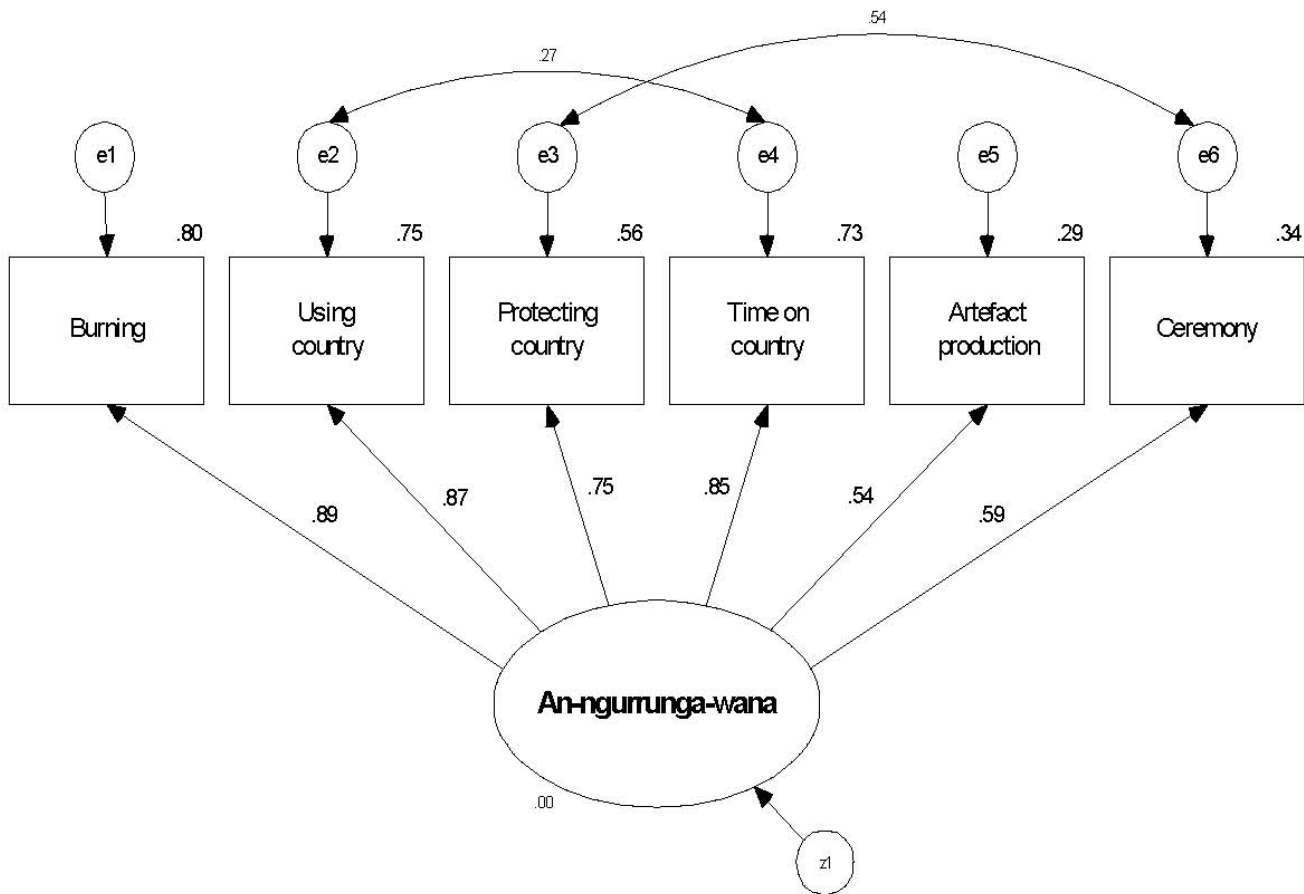 .54
.27
e1
e2
e3
e4
e5
e6
.80
.75
.56
.73
.29
.34
Burning
Using
country
Protecting
country
Time on
country
Artefact
production
Ceremony
.89
.87
.75
.85
.54
.59
An-ngurrunga-wana
.00
z1